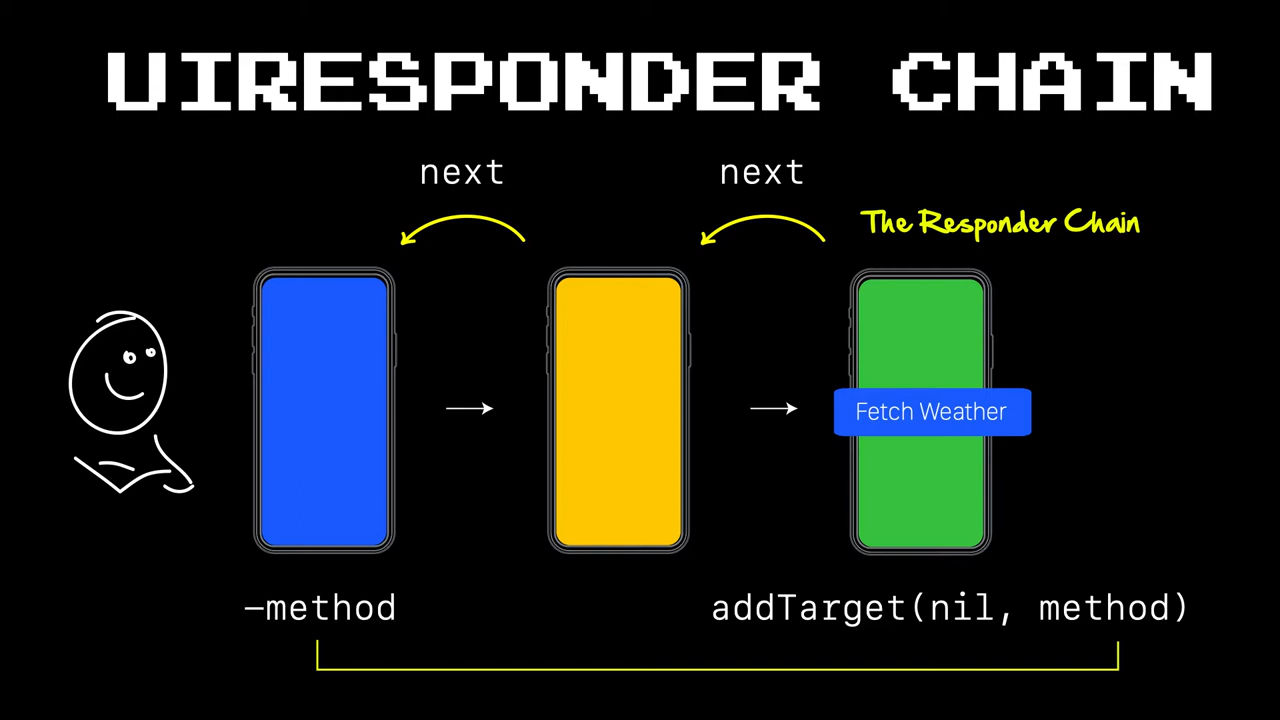 UIRESPONDER CHAIN
next
next
The Responder Chain
Fetch Weather
–method
addTarget(nil, method)